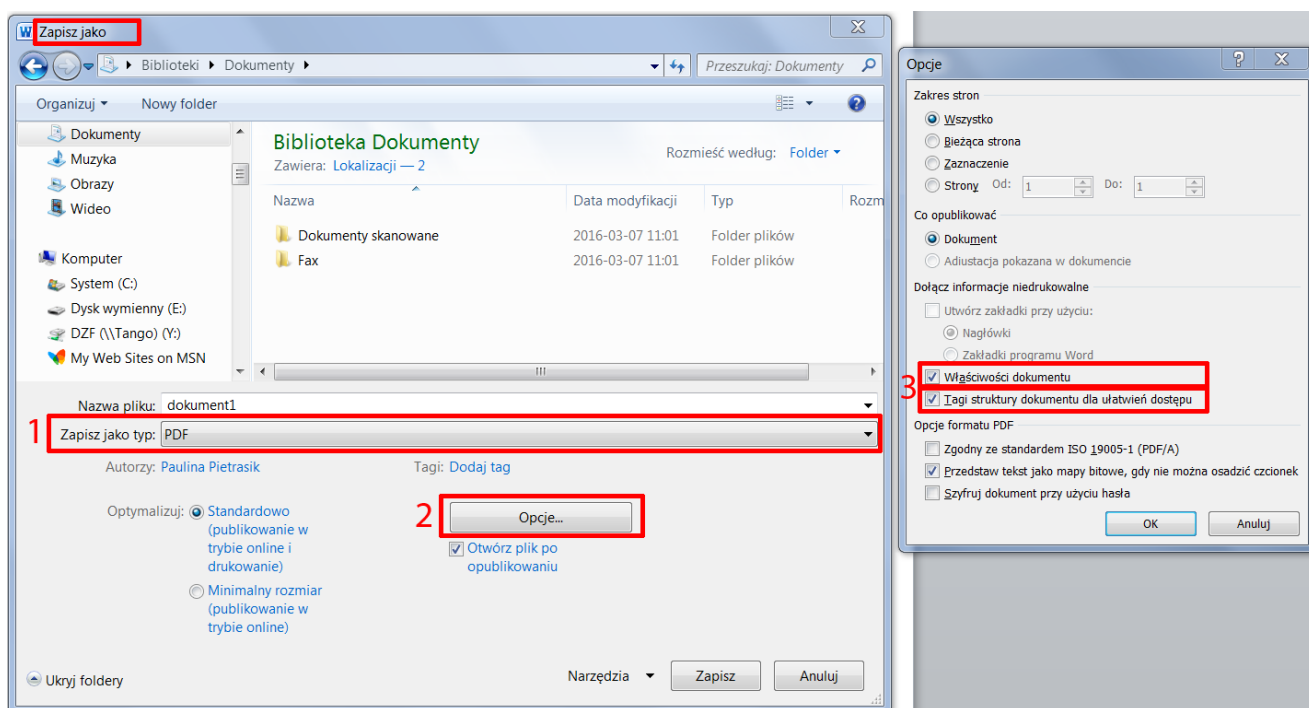 Zapisz jako
Biblioteki Dokumenty
Przeszukaj: Dokumenty
Organizuj Nowy folder
Dokumenty
Muzyka
Obrazy
Wideo
Komputer
System (C:)
Dysk wymienny (E:)
DZF (\\Tango) (Y:)
My Web Sites on MSN
Biblioteka Dokumenty
Zawiera: Lokalizacji — 2
Rozmieść według: Folder
Nazwa Data modyfikacji Typ Rozm
Dokumenty skanowane 2016-03-07 11:01 Folder plików
Fax 2016-03-07 11:01 Folder plików
Nazwa pliku: dokument1
1 Zapisz jako typ: PDF
Autorzy: Paulina Pietrasik Tagi: Dodaj tag
Optymalizuj: Standardowo
(publikowanie w
trybie online i
drukowanie)
Minimalny rozmiar
(publikowanie w
trybie online)
2 Opcje...
Otwórz plik po
opublikowaniu
Ukryj foldery
Narzędzia Zapisz Anuluj
Opcje
Zakres stron
Wszystko
Bieżąca strona
Zaznaczenie
Strony Od: 1 Do: 1
Co opublikować
Dokument
Adiustacja pokazana w dokumencie
Dołącz informacje niedrukowalne
Utwórz zakładki przy użyciu:
Nagłówki
Zakładki programu Word
3 Właściwości dokumentu
Tagi struktury dokumentu dla ułatwień dostępu
Opcje formatu PDF
Zgodny ze standardem ISO 19005-1 (PDF/A)
Przedstaw tekst jako mapy bitowe, gdy nie można osadzić czcionek
Szyfruj dokument przy użyciu hasła
OK Anuluj